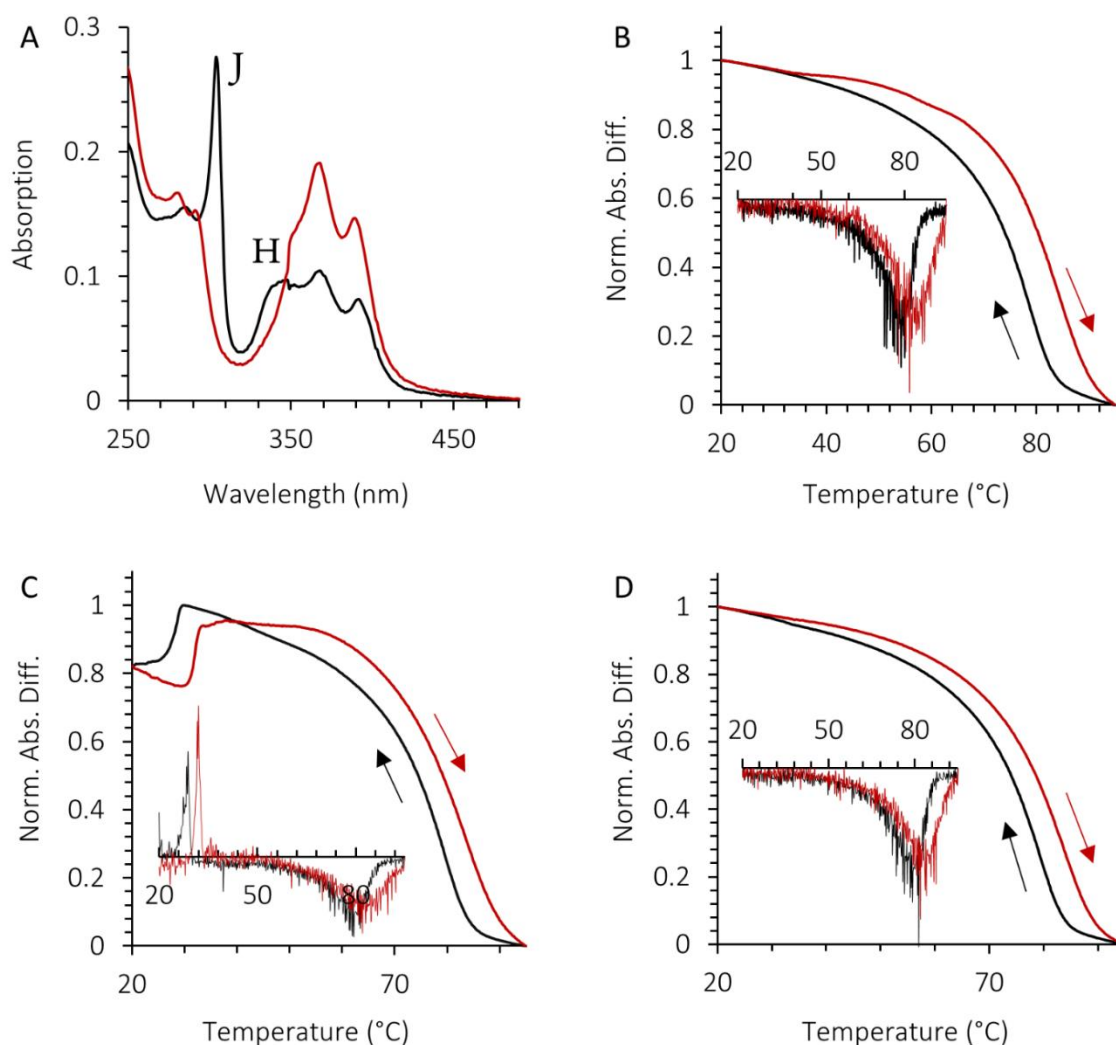 A
0.3
0.2
0.1
0
Absorption
J
H
250 350 450
Wavelength (nm)
B
1
0.8
0.6
0.4
0.2
0
Norm. Abs. Diff.
20 50 80
20 40 60 80
Temperature (°C)
C
1
0.8
0.6
0.4
0.2
0
Norm. Abs. Diff.
20 50 80
20 70
Temperature (°C)
D
1
0.8
0.6
0.4
0.2
0
Norm. Abs. Diff.
20 50 80
20 70
Temperature (°C)